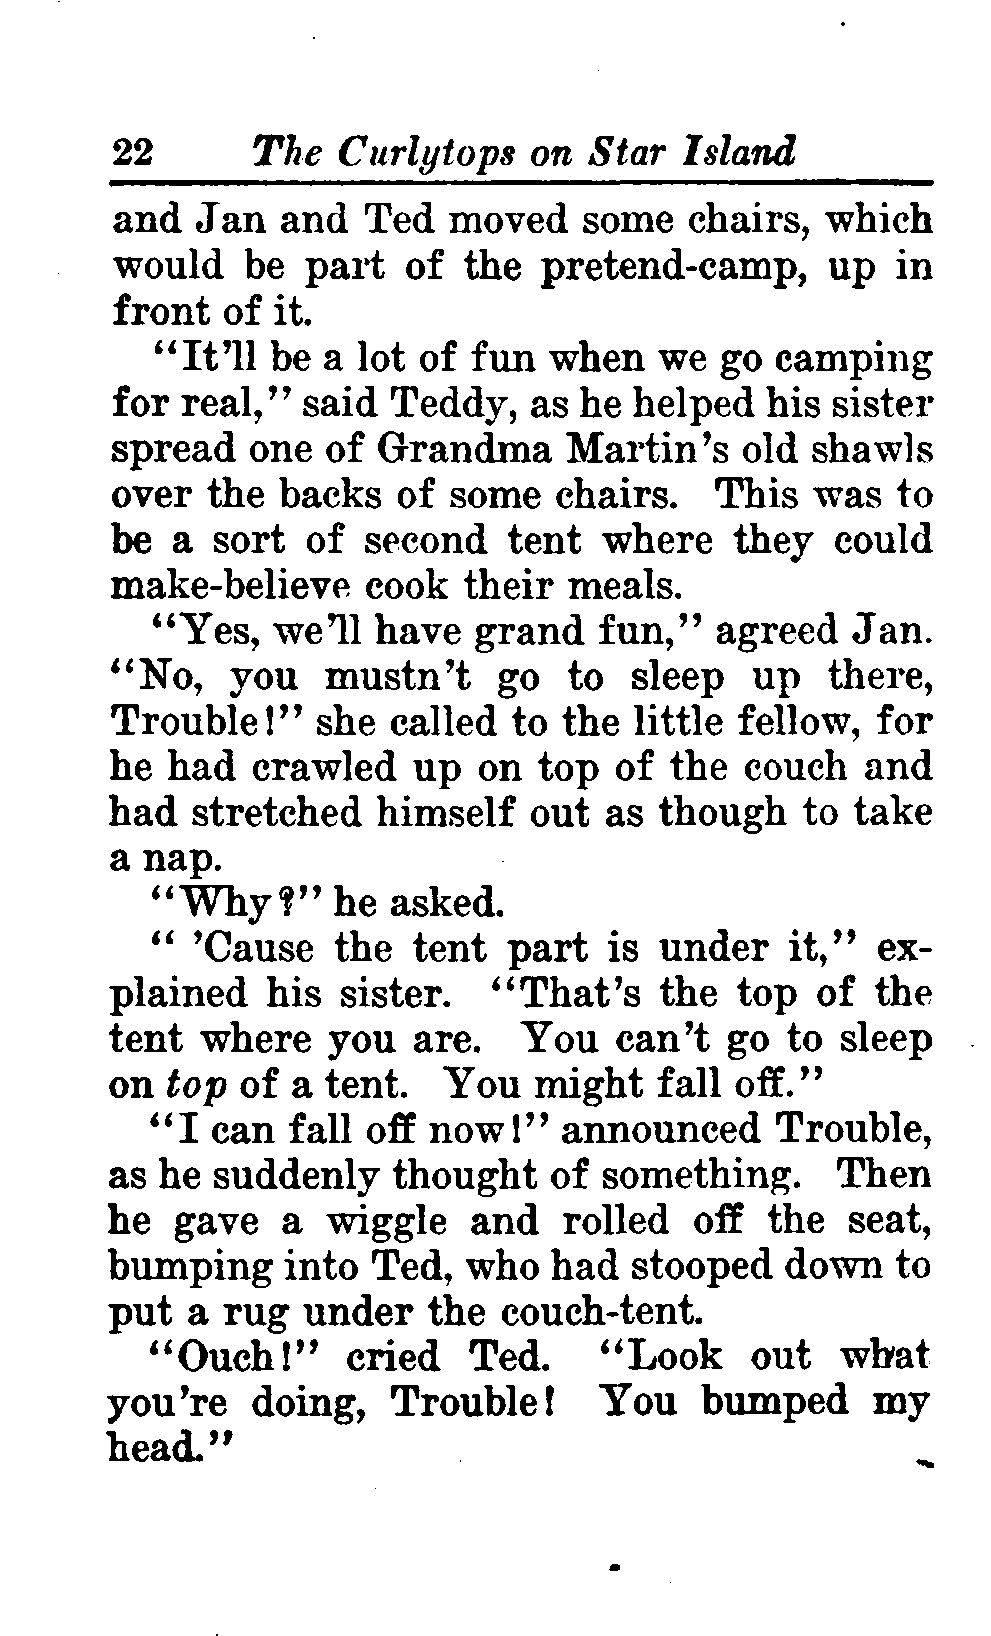 22 The Curlytops on Star Island
and Jan and Ted moved some chairs, which
would be part of the pretend-camp, up in
front of it.
"It'll be a lot of fun when we go camping
for real," said Teddy, as he helped his sister
spread one of Grandma Martin's old shawls
over the backs of some chairs. This was to
be a sort of second tent where they could
make-believe cook their meals.
"Yes, we'll have grand fun," agreed Jan.
"No, you mustn't go to sleep up there,
Trouble!" she called to the little fellow, for
he had crawled up on top of the couch and
had stretched himself out as though to take
a nap.
"Why?" he asked.
" 'Cause the tent part is under it," ex-
plained his sister. "That's the top of the
tent where you are. You can't go to sleep
on top of a tent. You might fall off."
"I can fall off now!" announced Trouble,
as he suddenly thought of something. Then
he gave a wiggle and rolled off the seat,
bumping into Ted, who had stooped down to
put a rug under the couch-tent.
"Ouch!" cried Ted. "Look out what
you're doing, Trouble! You bumped my
head."